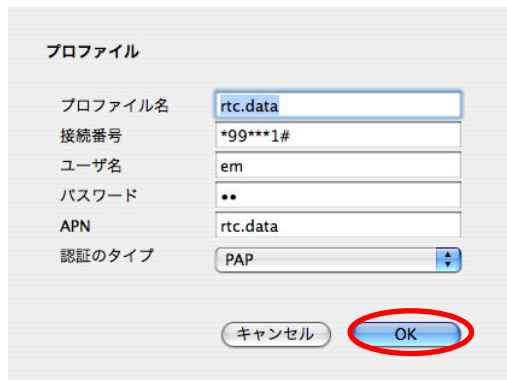 プロファイル
プロファイル名 rtc.data
接続番号 *99***1#
ユーザ名 em
パスワード ••
APN rtc.data
認証のタイプ PAP
キャンセル OK